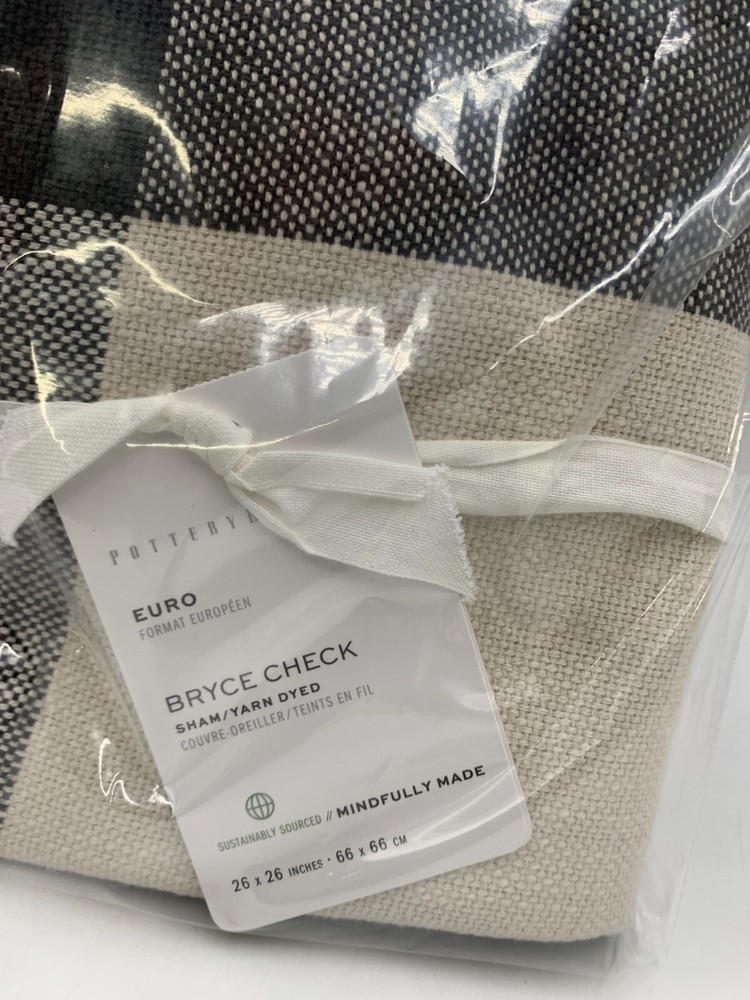 POTTERY
EURO
FORMAT EUROPÉEN
BRYCE CHECK
SHAM/YARN DYED
COUVRE-OREILLER/TEINTS EN FIL
SUSTAINABLY SOURCED // MINDFULLY MADE
26 x 26 INCHES · 66 x 66 CM